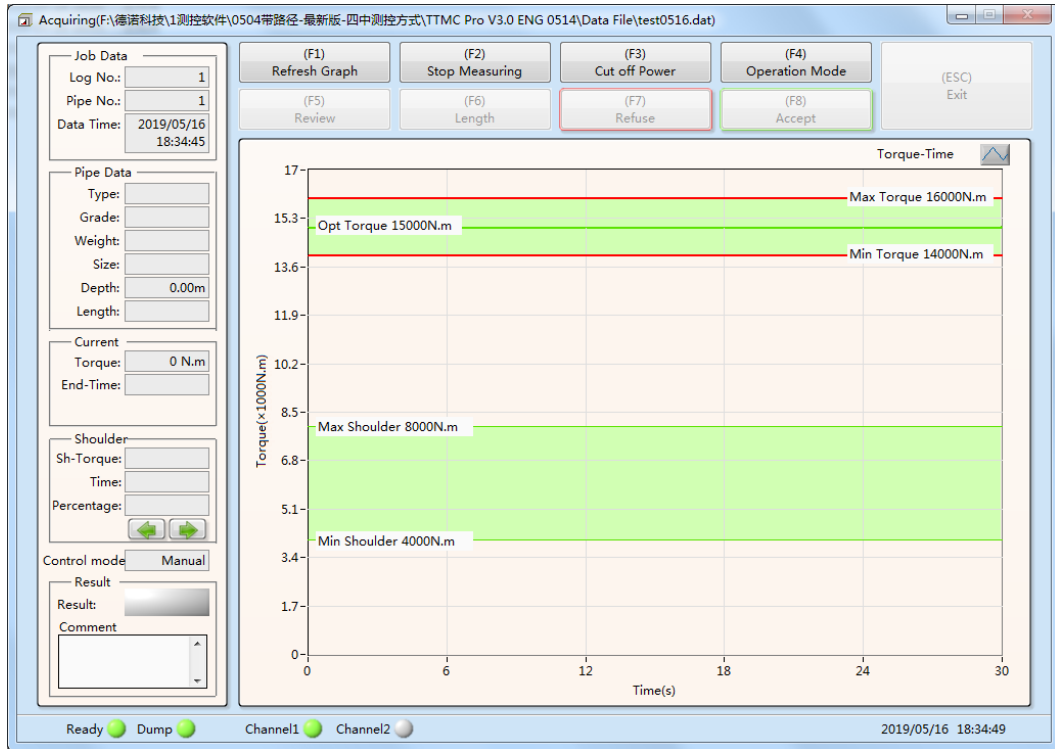 Acquiring(F:\德诺科技\1测控软件\0504带路径-最新版-四中测控方式\TTMC Pro V3.0 ENG 0514\Data File\test0516.dat)
Job Data
Log No.: 1
Pipe No.: 1
Data Time: 2019/05/16
18:34:45
Pipe Data
Type:
Grade:
Weight:
Size:
Depth: 0.00m
Length:
Current
Torque: 0 N.m
End-Time:
Shoulder
Sh-Torque:
Time:
Percentage:
Control mode Manual
Result
Result:
Comment
(F1)
Refresh Graph
(F2)
Stop Measuring
(F3)
Cut off Power
(F4)
Operation Mode
(ESC)
Exit
(F5)
Review
(F6)
Length
(F7)
Refuse
(F8)
Accept
Torque-Time
Torque(×1000N.m)
17
15.3
13.6
11.9
10.2
8.5
6.8
5.1
3.4
1.7
0
Max Torque 16000N.m
Opt Torque 15000N.m
Min Torque 14000N.m
Max Shoulder 8000N.m
Min Shoulder 4000N.m
0 6 12 18 24 30
Time(s)
Ready Dump Channel1 Channel2 2019/05/16 18:34:49